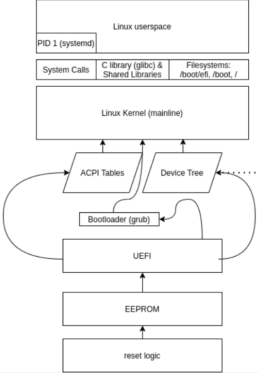 Linux userspace
PID 1 (systemd)
System Calls
C library (glibc) &
Shared Libraries
Filesystems:
/boot/efi, /boot, /
Linux Kernel (mainline)
ACPI Tables
Device Tree
Bootloader (grub)
UEFI
EEPROM
reset logic